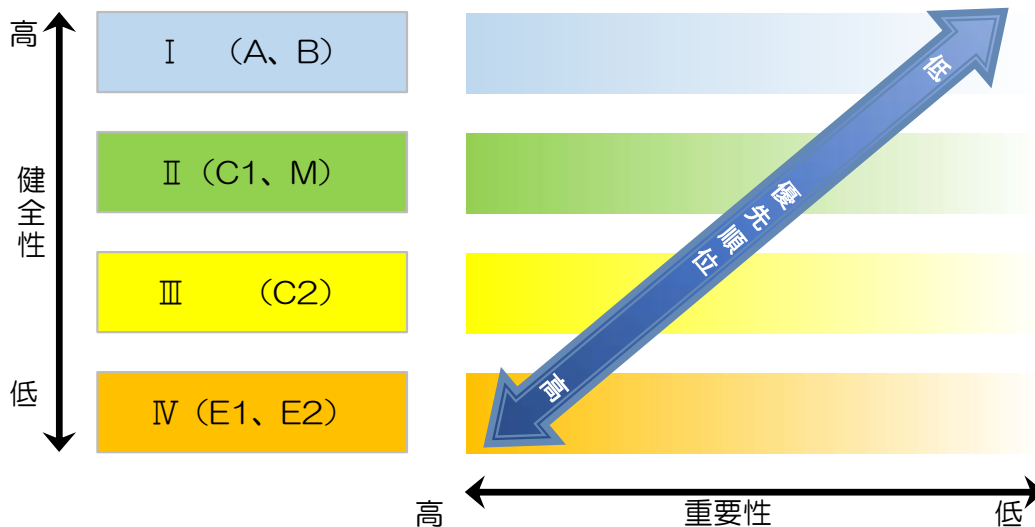 高
健全性
低
Ⅰ （A、B）
Ⅱ（C1、M）
Ⅲ （C2）
Ⅳ（E1、E2）
低
優先順位
高
高 重要性 低